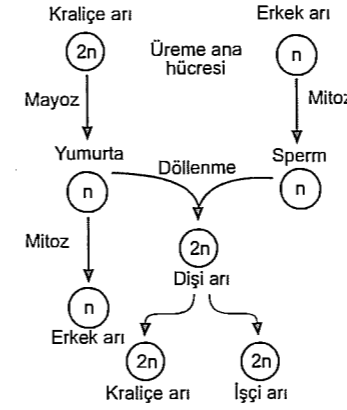 Kraliçe arı
Erkek arı
2n
Üreme ana
hücresi
n
Mayoz
Mitoz
Yumurta
Döllenme
Sperm
n
n
Mitoz
2n
Dişi arı
n
Erkek arı
2n
2n
Kraliçe arı
İşçi arı